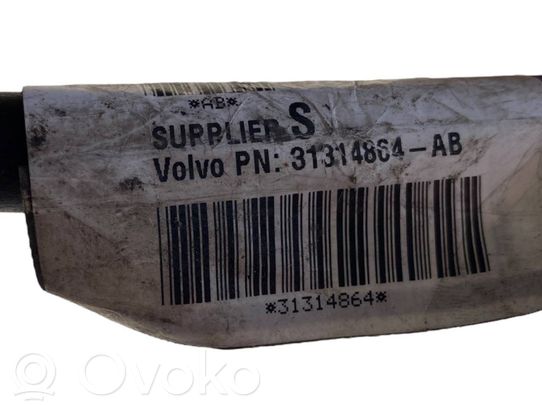 *AB*
SUPPLIER S
Volvo PN: 31314864-AB
*31314864*
Ovoko